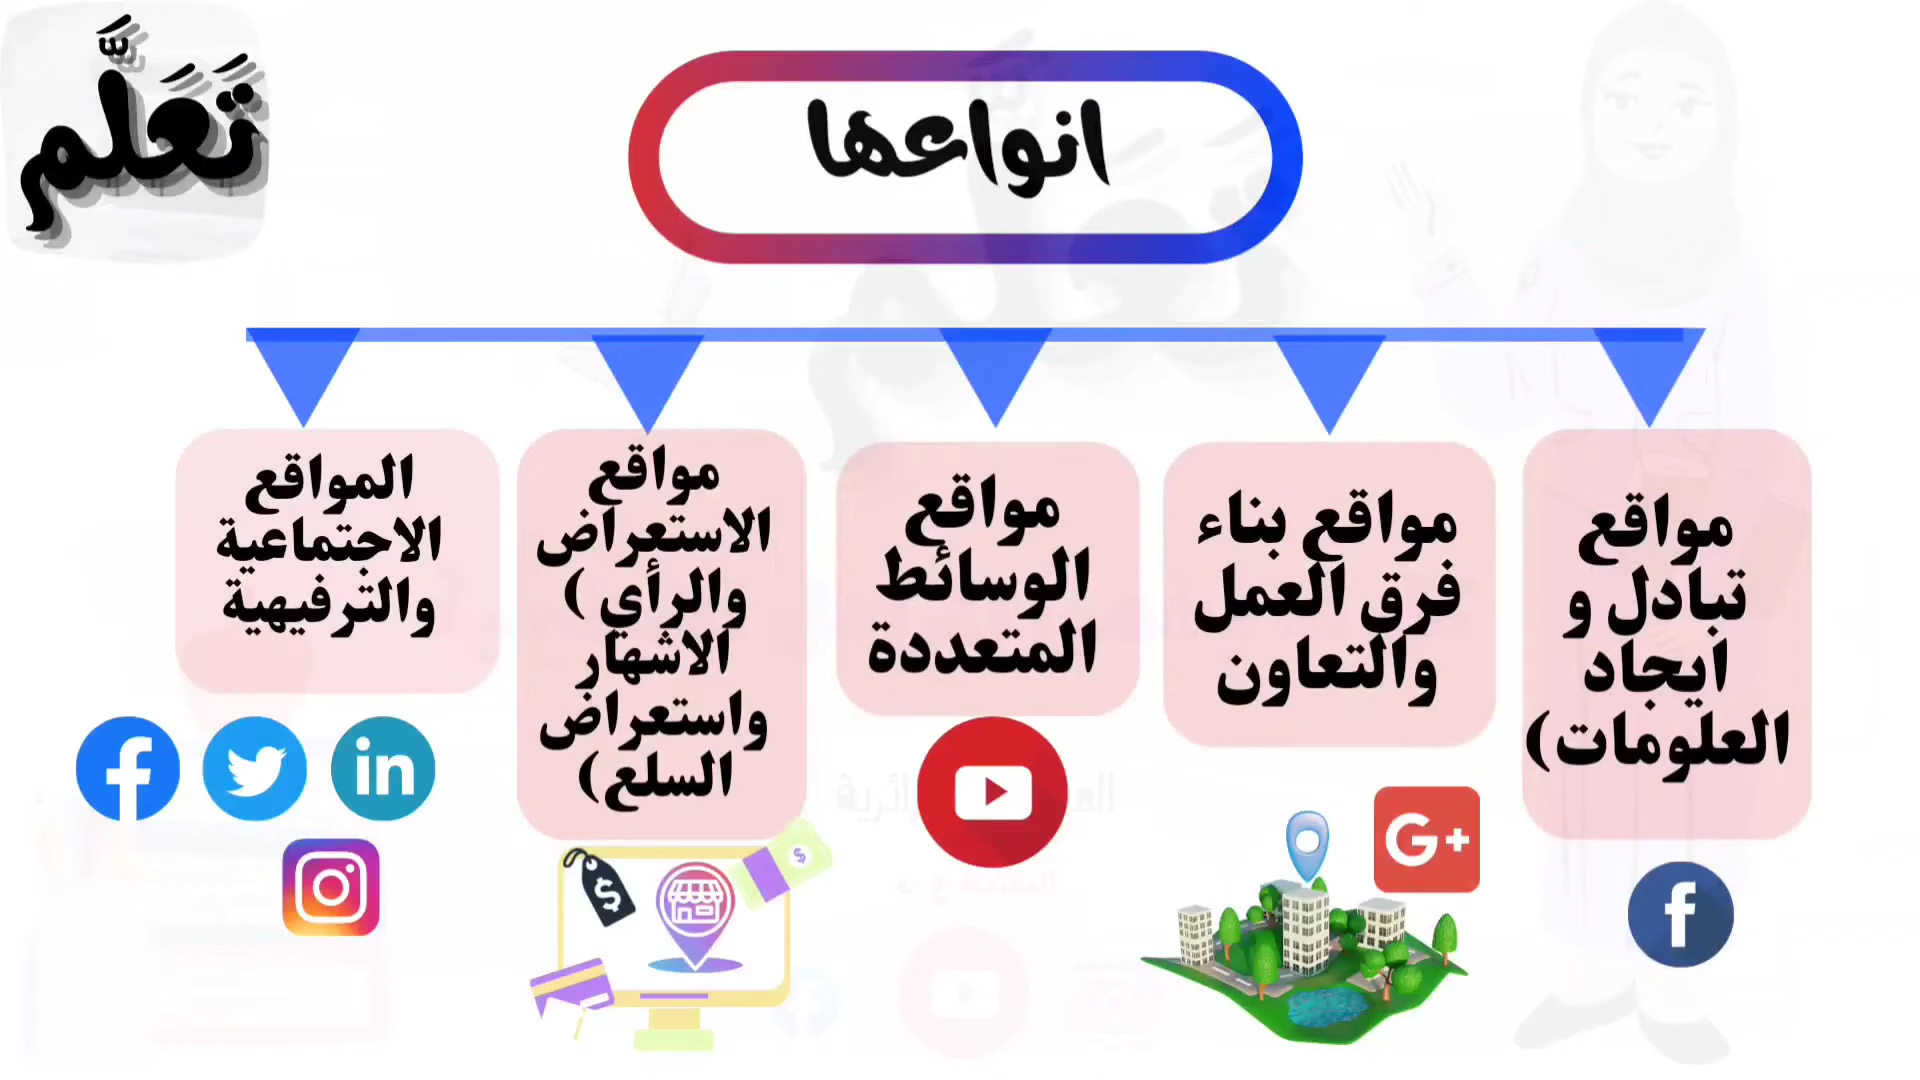 تَعَلَّم
انواعها
مواقع
تبادل و
ايجاد
العلومات)
مواقع بناء
فرق العمل
والتعاون
مواقع
الوسائط
المتعددة
مواقع
الاستعراض
والرأي (
الاشهار
واستعراض
السلع)
المواقع
الاجتماعية
والترفيهية
in
G+
f
$
$